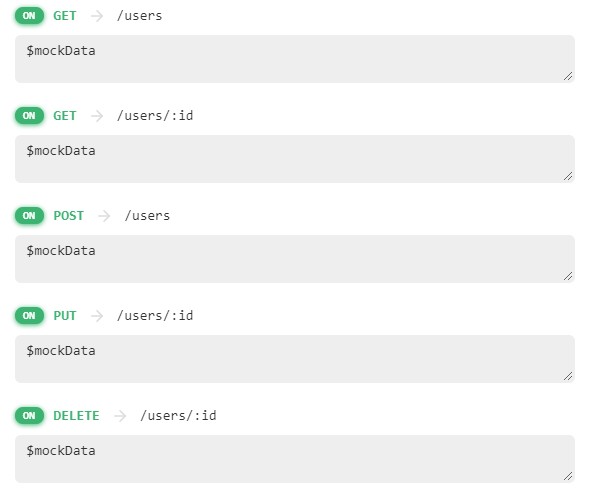 ON GET → /users
$mockData
ON GET → /users/:id
$mockData
ON POST → /users
$mockData
ON PUT → /users/:id
$mockData
ON DELETE → /users/:id
$mockData